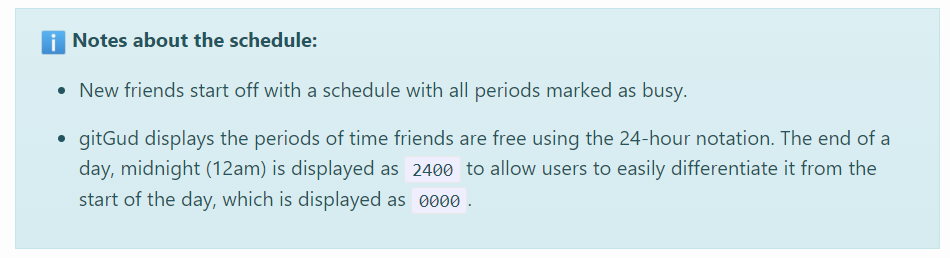 Notes about the schedule:
• New friends start off with a schedule with all periods marked as busy.
• gitGud displays the periods of time friends are free using the 24-hour notation. The end of a
day, midnight (12am) is displayed as 2400 to allow users to easily differentiate it from the
start of the day, which is displayed as 0000.